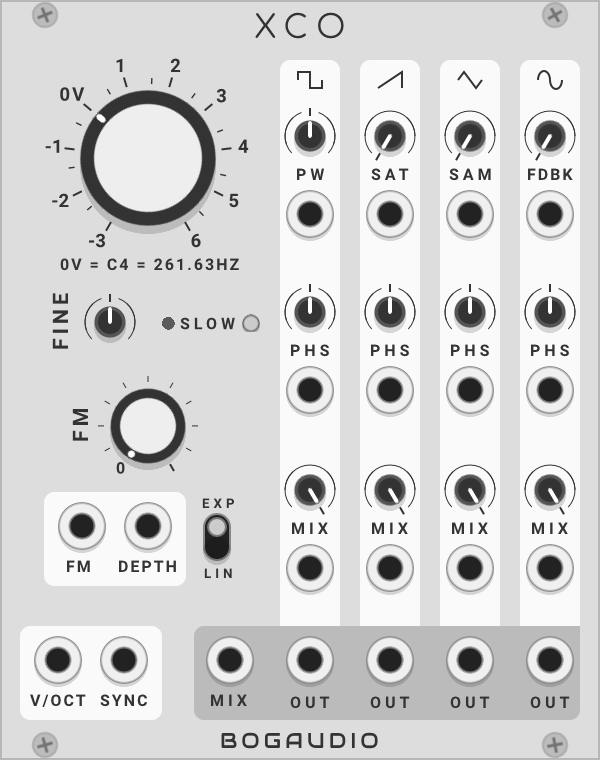 XCO
1 2
0V 3
-1 4
-2 5
-3 6
0V = C4 = 261.63HZ
FINE
SLOW
FM
0
EXP
LIN
FM DEPTH
V/OCT SYNC
PW SAT SAM FDBK
PHS PHS PHS PHS
MIX MIX MIX MIX
MIX OUT OUT OUT OUT
BOGAUDIO